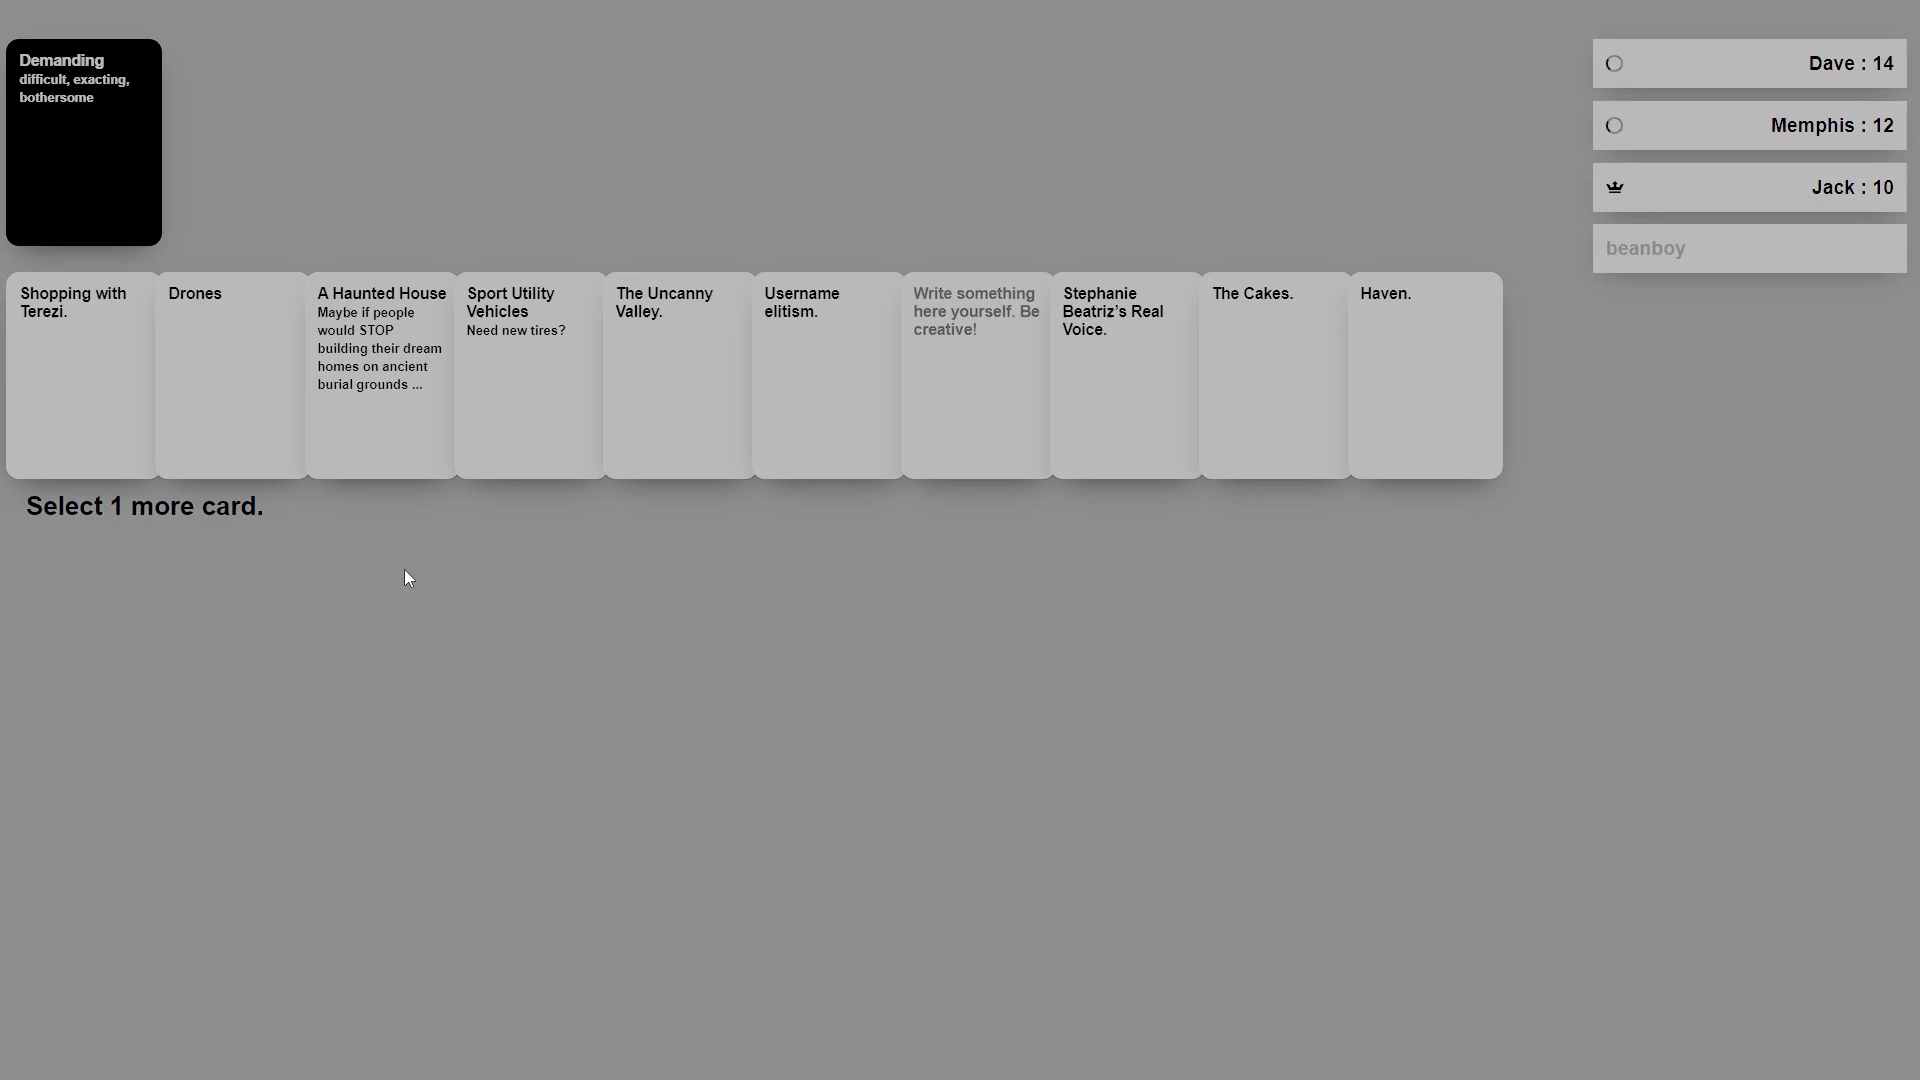 Demanding
difficult, exacting,
bothersome
Dave : 14
Memphis : 12
Jack : 10
beanboy
Shopping with
Terezi.
Drones
A Haunted House
Maybe if people
would STOP
building their dream
homes on ancient
burial grounds ...
Sport Utility
Vehicles
Need new tires?
The Uncanny
Valley.
Username
elitism.
Write something
here yourself. Be
creative!
Stephanie
Beatriz’s Real
Voice.
The Cakes.
Haven.
Select 1 more card.